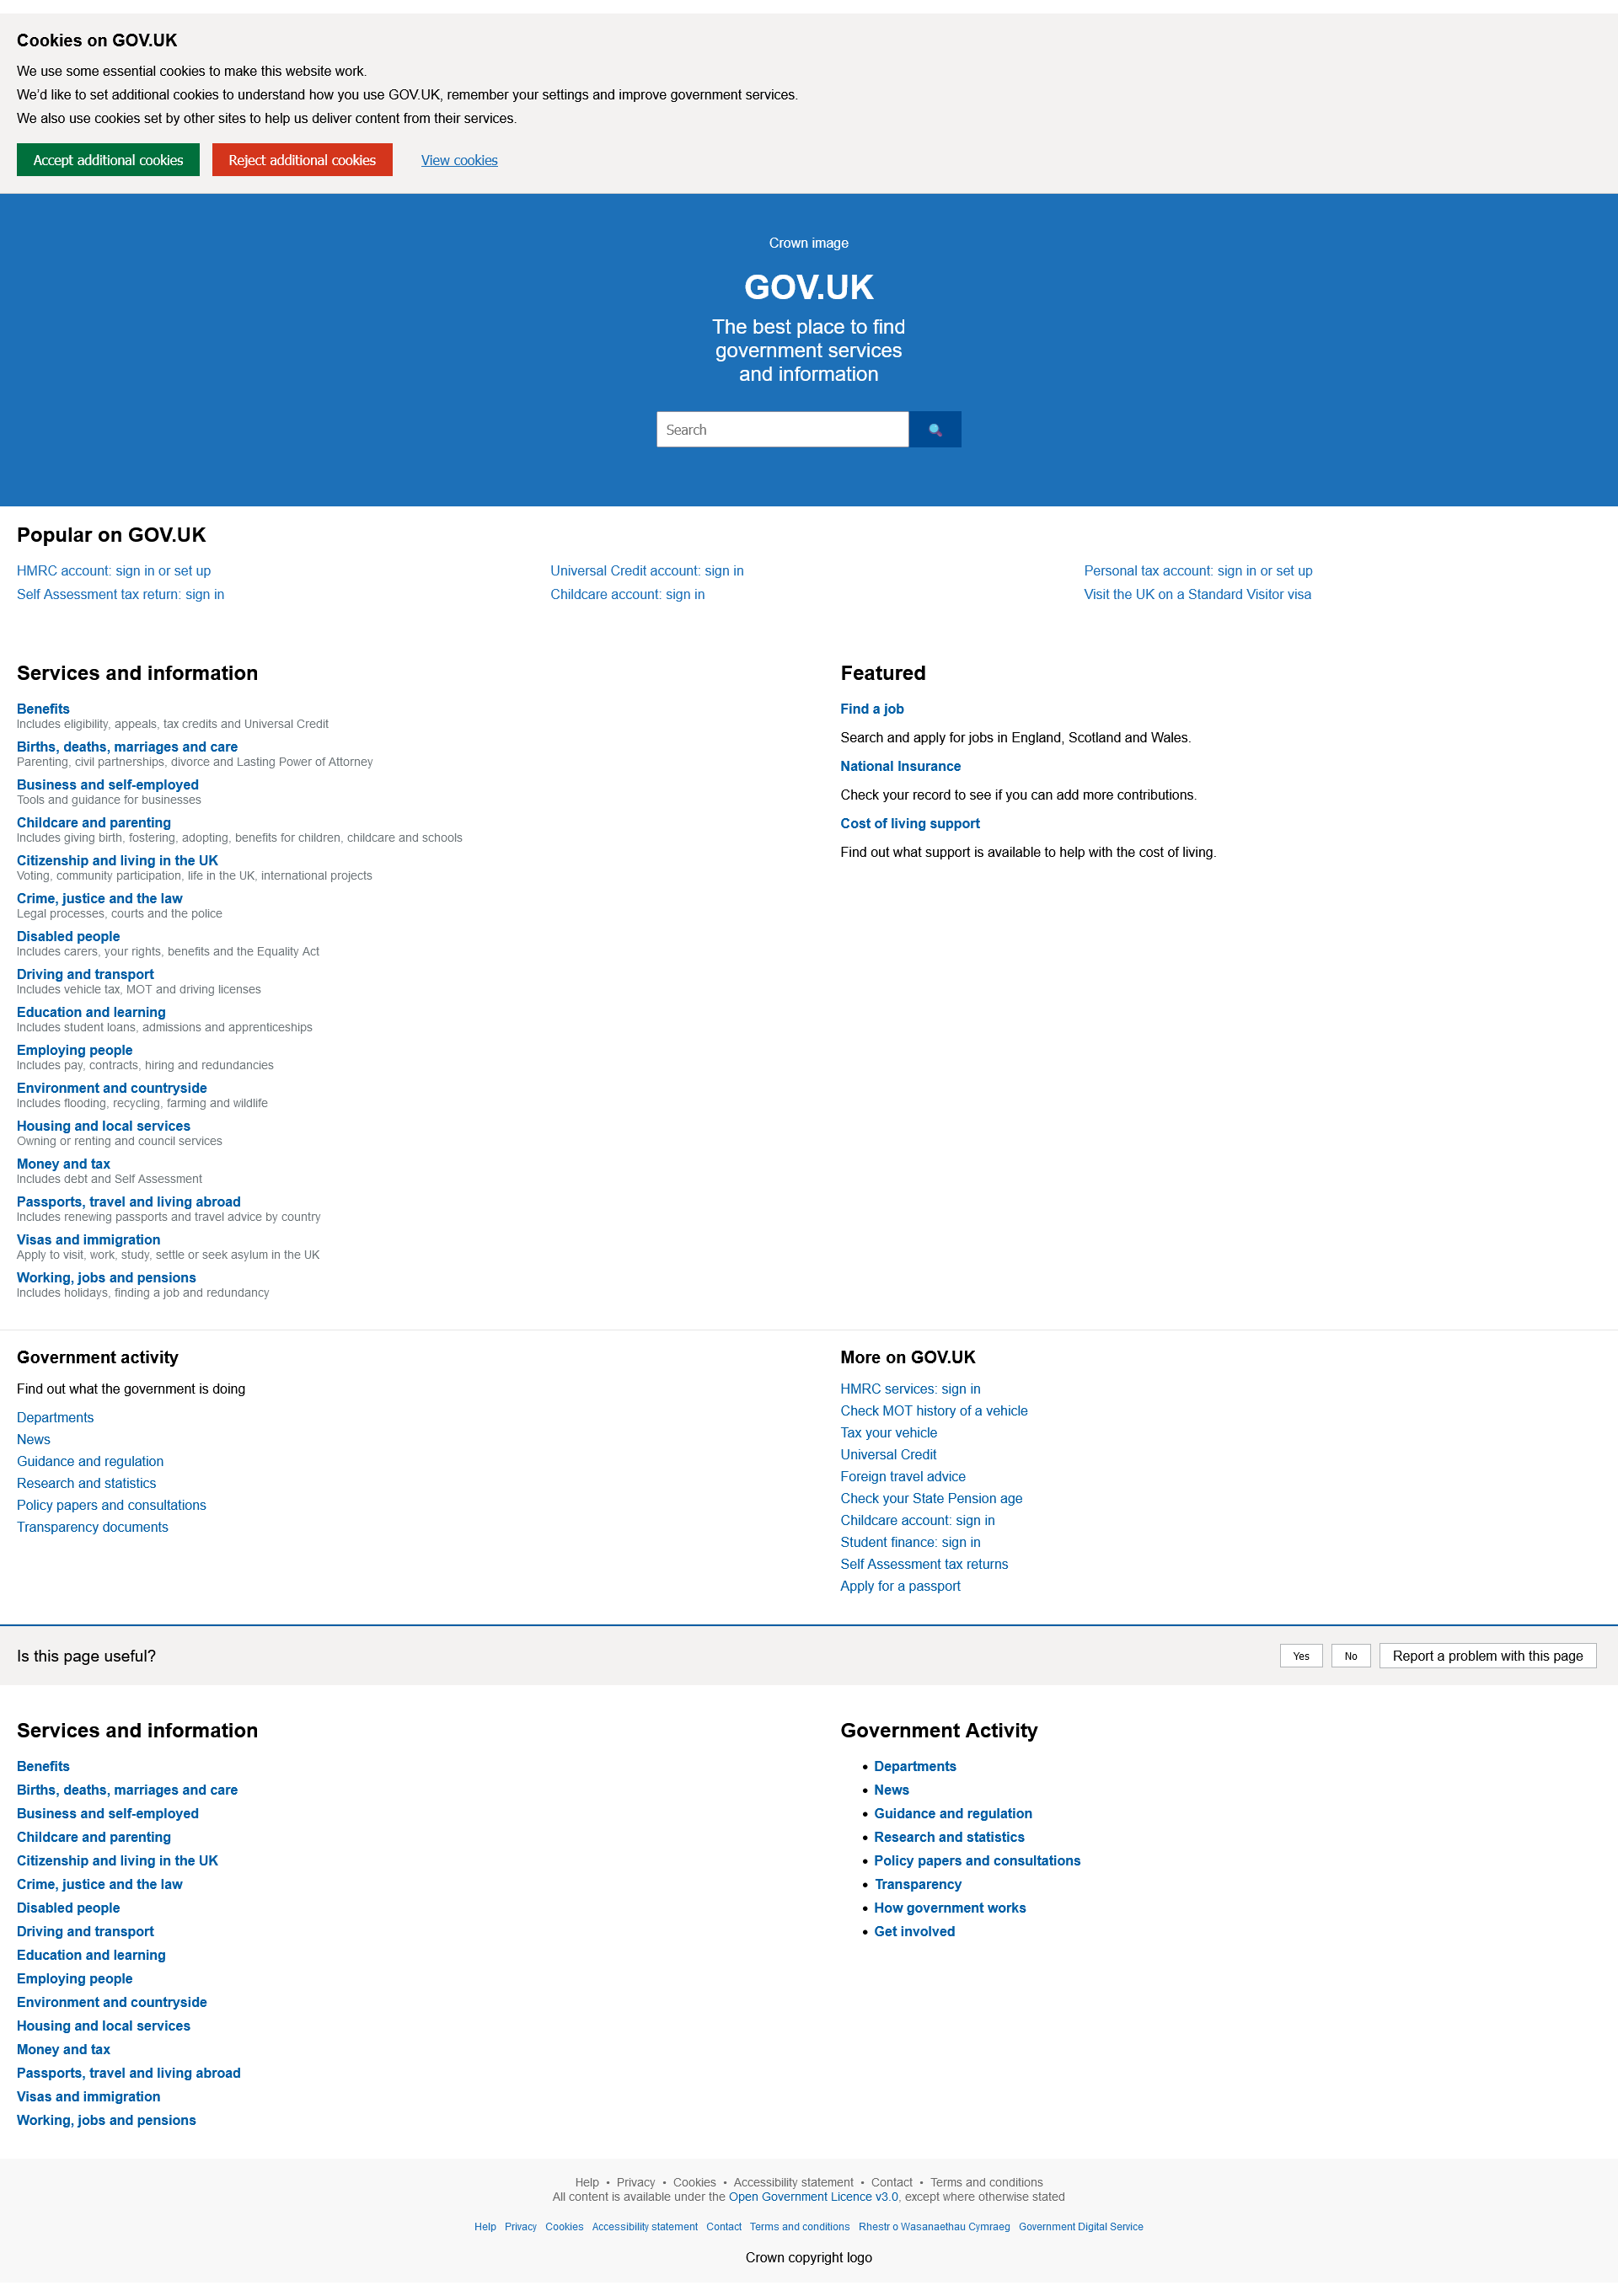 Cookies on GOV.UK
We use some essential cookies to make this website work.
We’d like to set additional cookies to understand how you use GOV.UK, remember your settings and improve government services.
We also use cookies set by other sites to help us deliver content from their services.
Accept additional cookies
Reject additional cookies
View cookies
Crown image
GOV.UK
The best place to find
government services
and information
Search
Popular on GOV.UK
HMRC account: sign in or set up
Universal Credit account: sign in
Personal tax account: sign in or set up
Self Assessment tax return: sign in
Childcare account: sign in
Visit the UK on a Standard Visitor visa
Services and information
Benefits
Includes eligibility, appeals, tax credits and Universal Credit
Births, deaths, marriages and care
Parenting, civil partnerships, divorce and Lasting Power of Attorney
Business and self-employed
Tools and guidance for businesses
Childcare and parenting
Includes giving birth, fostering, adopting, benefits for children, childcare and schools
Citizenship and living in the UK
Voting, community participation, life in the UK, international projects
Crime, justice and the law
Legal processes, courts and the police
Disabled people
Includes carers, your rights, benefits and the Equality Act
Driving and transport
Includes vehicle tax, MOT and driving licenses
Education and learning
Includes student loans, admissions and apprenticeships
Employing people
Includes pay, contracts, hiring and redundancies
Environment and countryside
Includes flooding, recycling, farming and wildlife
Housing and local services
Owning or renting and council services
Money and tax
Includes debt and Self Assessment
Passports, travel and living abroad
Includes renewing passports and travel advice by country
Visas and immigration
Apply to visit, work, study, settle or seek asylum in the UK
Working, jobs and pensions
Includes holidays, finding a job and redundancy
Featured
Find a job
Search and apply for jobs in England, Scotland and Wales.
National Insurance
Check your record to see if you can add more contributions.
Cost of living support
Find out what support is available to help with the cost of living.
Government activity
Find out what the government is doing
Departments
News
Guidance and regulation
Research and statistics
Policy papers and consultations
Transparency documents
More on GOV.UK
HMRC services: sign in
Check MOT history of a vehicle
Tax your vehicle
Universal Credit
Foreign travel advice
Check your State Pension age
Childcare account: sign in
Student finance: sign in
Self Assessment tax returns
Apply for a passport
Is this page useful?
Yes
No
Report a problem with this page
Services and information
Benefits
Births, deaths, marriages and care
Business and self-employed
Childcare and parenting
Citizenship and living in the UK
Crime, justice and the law
Disabled people
Driving and transport
Education and learning
Employing people
Environment and countryside
Housing and local services
Money and tax
Passports, travel and living abroad
Visas and immigration
Working, jobs and pensions
Government Activity
• Departments
• News
• Guidance and regulation
• Research and statistics
• Policy papers and consultations
• Transparency
• How government works
• Get involved
Help • Privacy • Cookies • Accessibility statement • Contact • Terms and conditions
All content is available under the Open Government Licence v3.0, except where otherwise stated
Help Privacy Cookies Accessibility statement Contact Terms and conditions Rhestr o Wasanaethau Cymraeg Government Digital Service
Crown copyright logo